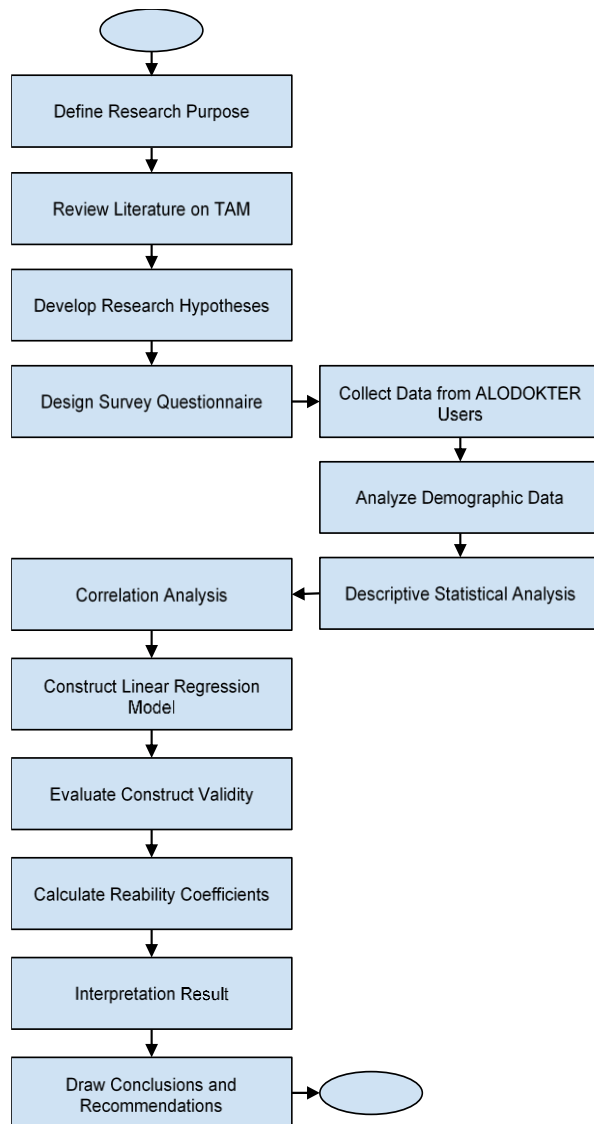 Define Research Purpose
Review Literature on TAM
Develop Research Hypotheses
Design Survey Questionnaire
Collect Data from ALODOKTER
Users
Analyze Demographic Data
Descriptive Statistical Analysis
Correlation Analysis
Construct Linear Regression
Model
Evaluate Construct Validity
Calculate Reability Coefficients
Interpretation Result
Draw Conclusions and
Recommendations